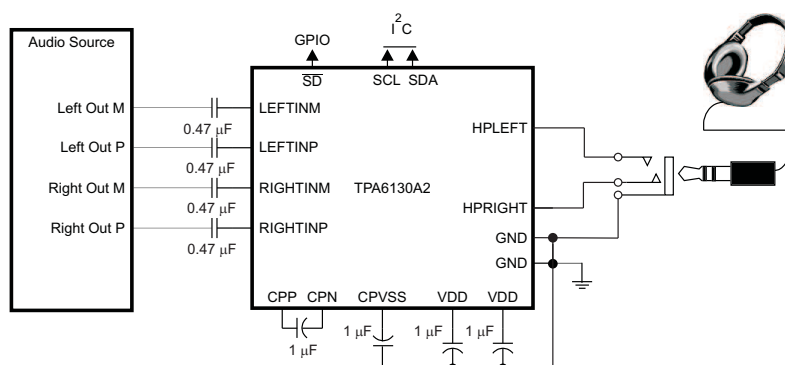 Audio Source
Left Out M
Left Out P
Right Out M
Right Out P
0.47 μF
0.47 μF
0.47 μF
0.47 μF
GPIO
SD
I²C
SCL SDA
LEFTINM
LEFTINP
RIGHTINM
RIGHTINP
TPA6130A2
HPLEFT
HPRIGHT
GND
GND
CPP CPN CPVSS VDD VDD
1 μF
1 μF
1 μF
1 μF